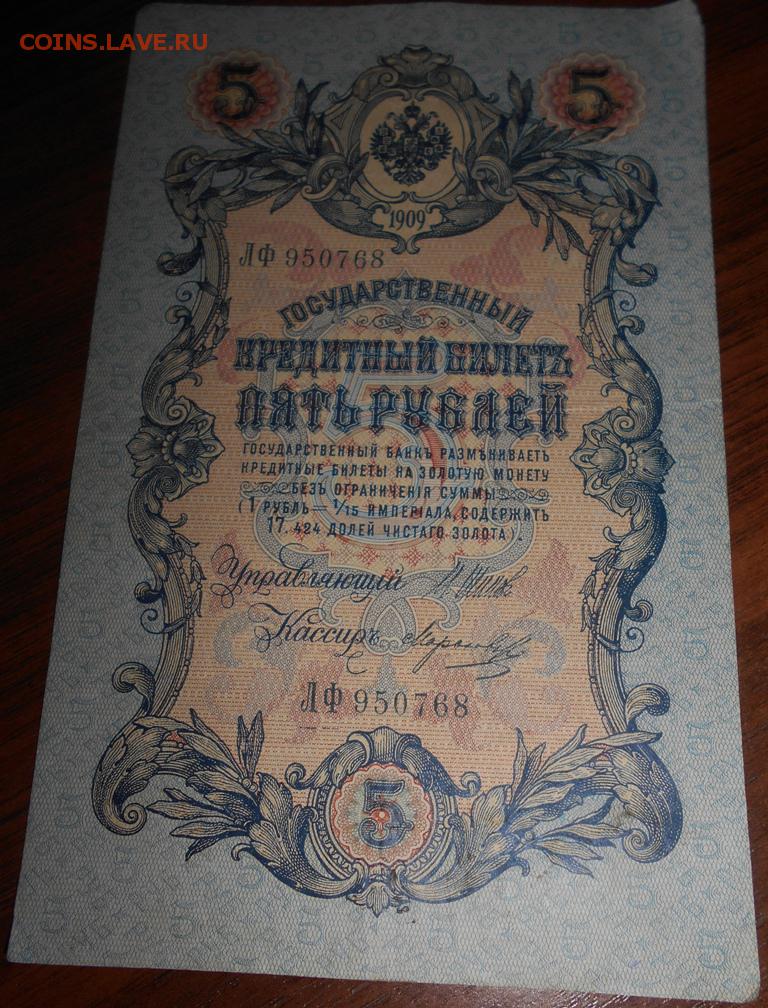 COINS.LAVE.RU
5 5
1909
ЛФ 950768
ГОСУДАРСТВЕННЫЙ
КРЕДИТНЫЙ БИЛЕТЪ
ПЯТЬ РУБЛЕЙ
ГОСУДАРСТВЕННЫЙ БАНКЪ РАЗМѢНИВАЕТЪ
КРЕДИТНЫЕ БИЛЕТЫ НА ЗОЛОТУЮ МОНЕТУ
БЕЗЪ ОГРАНИЧЕНІЯ СУММЫ
(1 РУБЛЬ = 1/15 ИМПЕРІАЛА, СОДЕРЖИТЪ
17.424 ДОЛЕЙ ЧИСТАГО ЗОЛОТА).
Управляющій
Кассиръ
ЛФ 950768
5